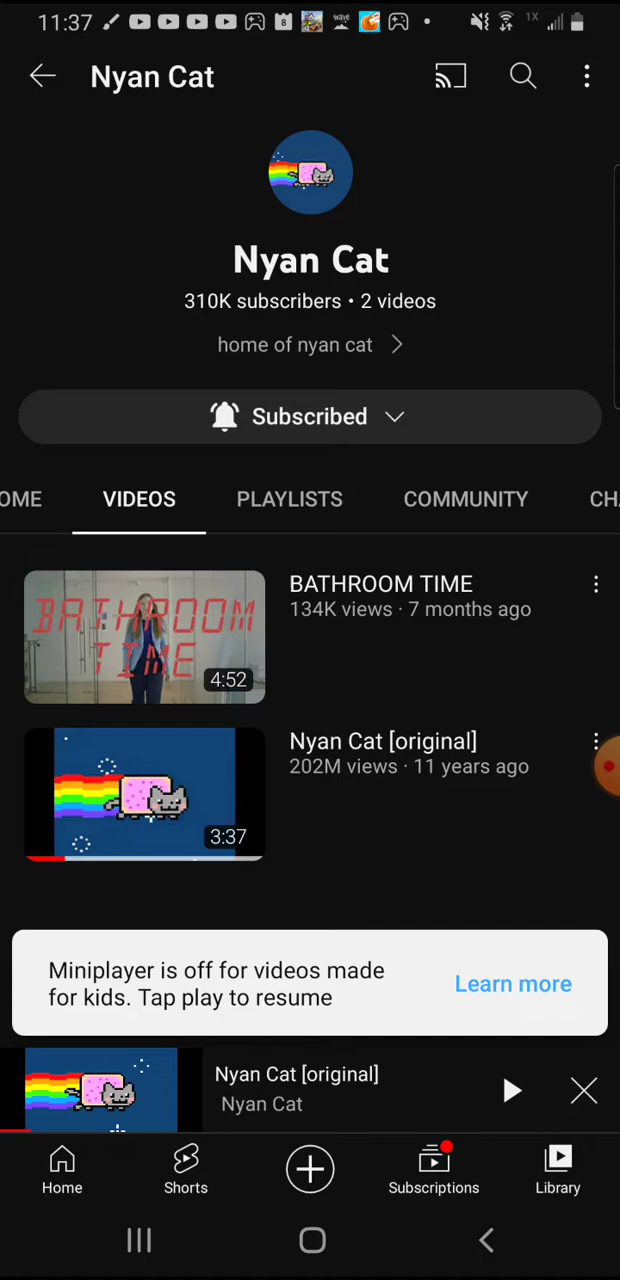 11:37
8
wave
1X
Nyan Cat
Nyan Cat
310K subscribers • 2 videos
home of nyan cat
Subscribed
OME VIDEOS PLAYLISTS COMMUNITY CH
BATHROOM
TIME
4:52
BATHROOM TIME
134K views · 7 months ago
3:37
Nyan Cat [original]
202M views · 11 years ago
Miniplayer is off for videos made
for kids. Tap play to resume
Learn more
Nyan Cat [original]
Nyan Cat
Home Shorts Subscriptions Library